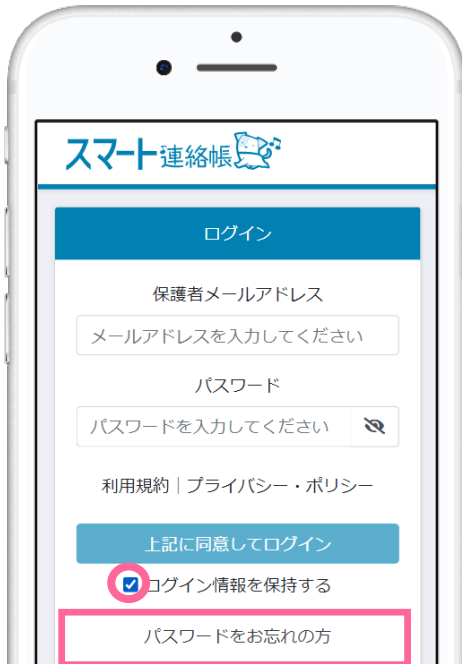 スマート連絡帳
ログイン
保護者メールアドレス
メールアドレスを入力してください
パスワード
パスワードを入力してください
利用規約｜プライバシー・ポリシー
上記に同意してログイン
ログイン情報を保持する
パスワードをお忘れの方